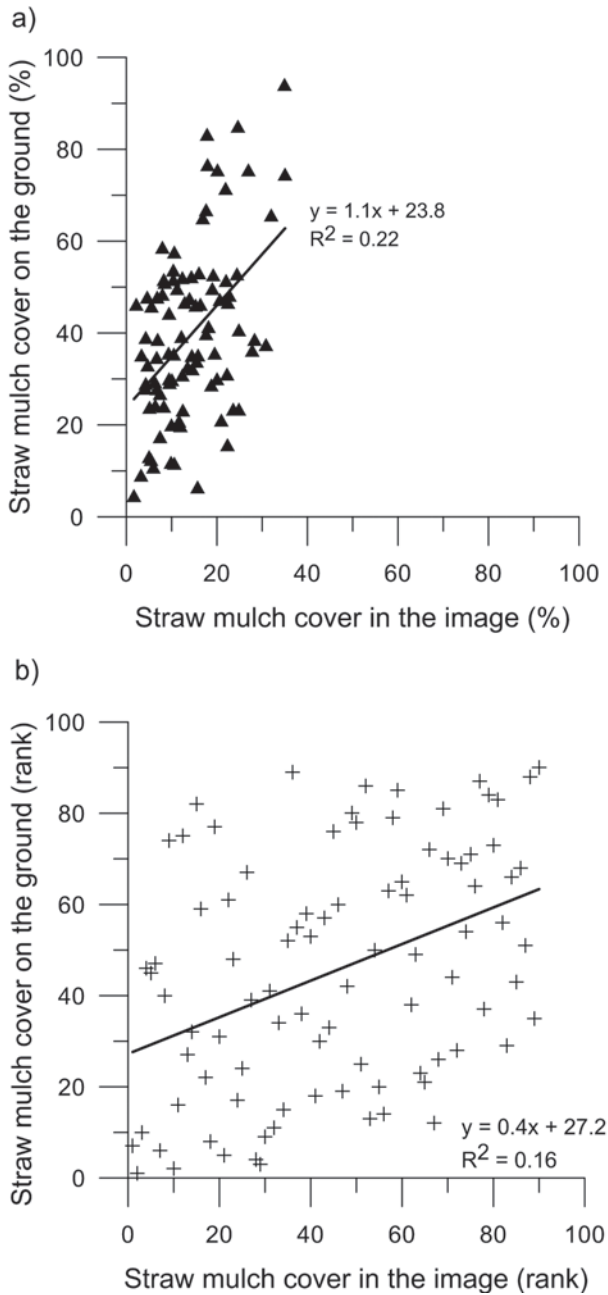 a)
Straw mulch cover on the ground (%)
100
80
60
40
20
0
y = 1.1x + 23.8
R² = 0.22
0 20 40 60 80 100
Straw mulch cover in the image (%)
b)
Straw mulch cover on the ground (rank)
100
80
60
40
20
0
y = 0.4x + 27.2
R² = 0.16
0 20 40 60 80 100
Straw mulch cover in the image (rank)